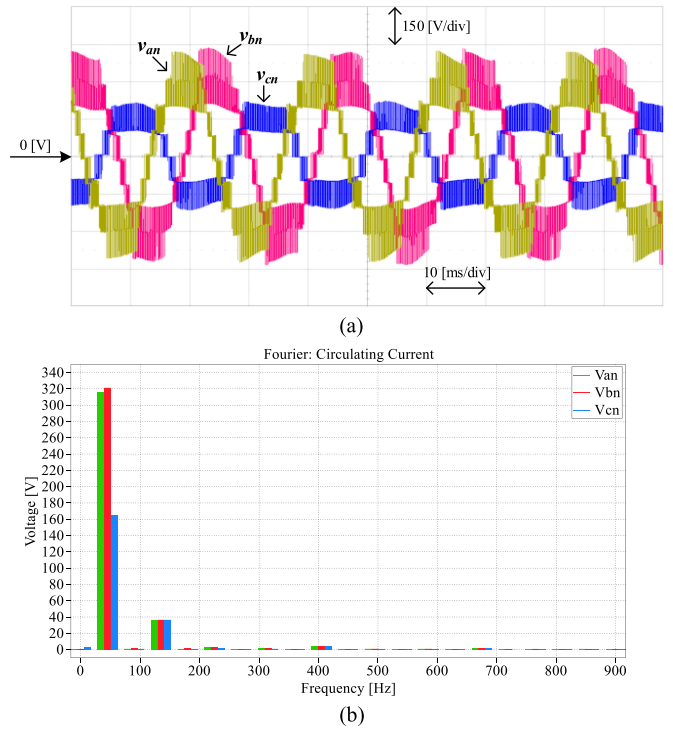 150 [V/div]
van
vbn
vcn
0 [V]
10 [ms/div]
(a)
Fourier: Circulating Current
340
320
300
280
260
240
220
200
180
160
140
120
100
80
60
40
20
0
Voltage [V]
Van
Vbn
Vcn
0 100 200 300 400 500 600 700 800 900
Frequency [Hz]
(b)